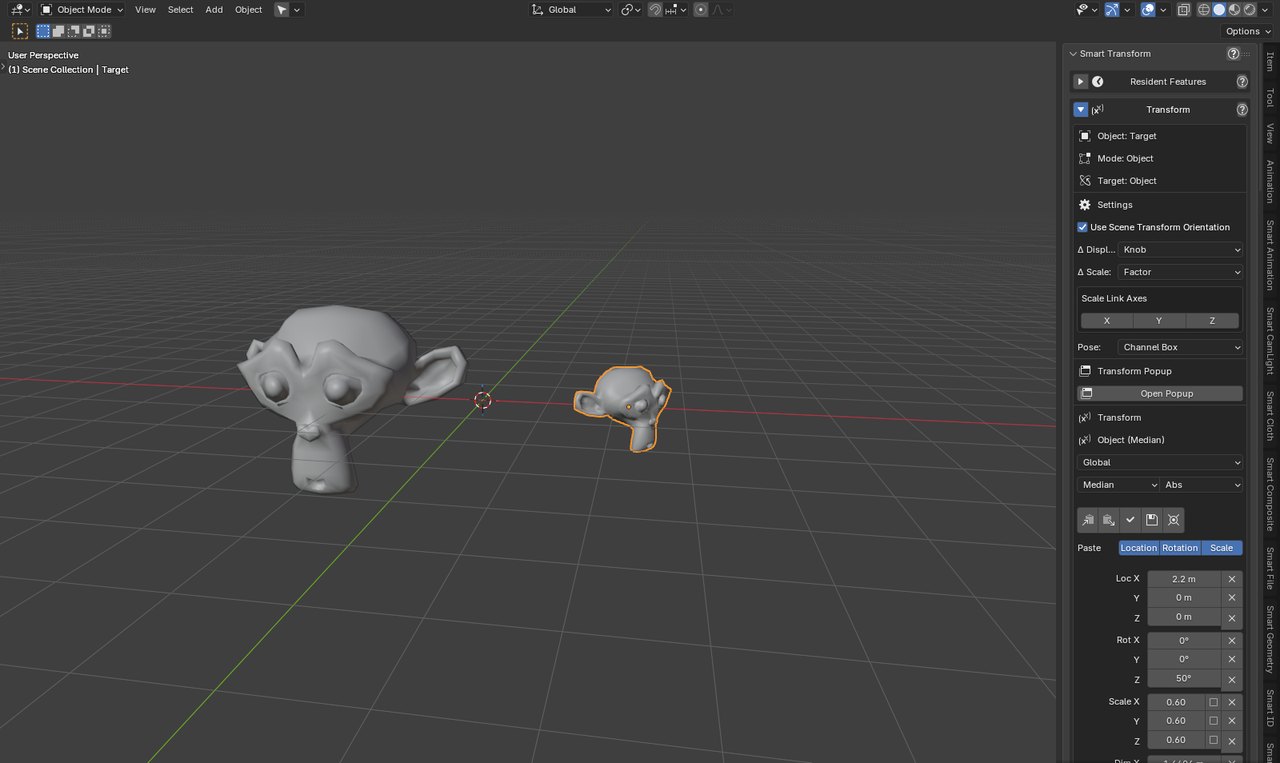 Object Mode View Select Add Object Global
Options
User Perspective
(1) Scene Collection | Target
Smart Transform
Resident Features
Transform
Object: Target
Mode: Object
Target: Object
Settings
Use Scene Transform Orientation
Δ Displ... Knob
Δ Scale: Factor
Scale Link Axes
X Y Z
Pose: Channel Box
Transform Popup
Open Popup
Transform
Object (Median)
Global
Median Abs
Paste Location Rotation Scale
Loc X 2.2 m
Y 0 m
Z 0 m
Rot X 0°
Y 0°
Z 50°
Scale X 0.60
Y 0.60
Z 0.60
Item
Tool
View
Animation
Smart Animation
Smart CamLight
Smart Cloth
Smart Composite
Smart File
Smart Geometry
Smart ID